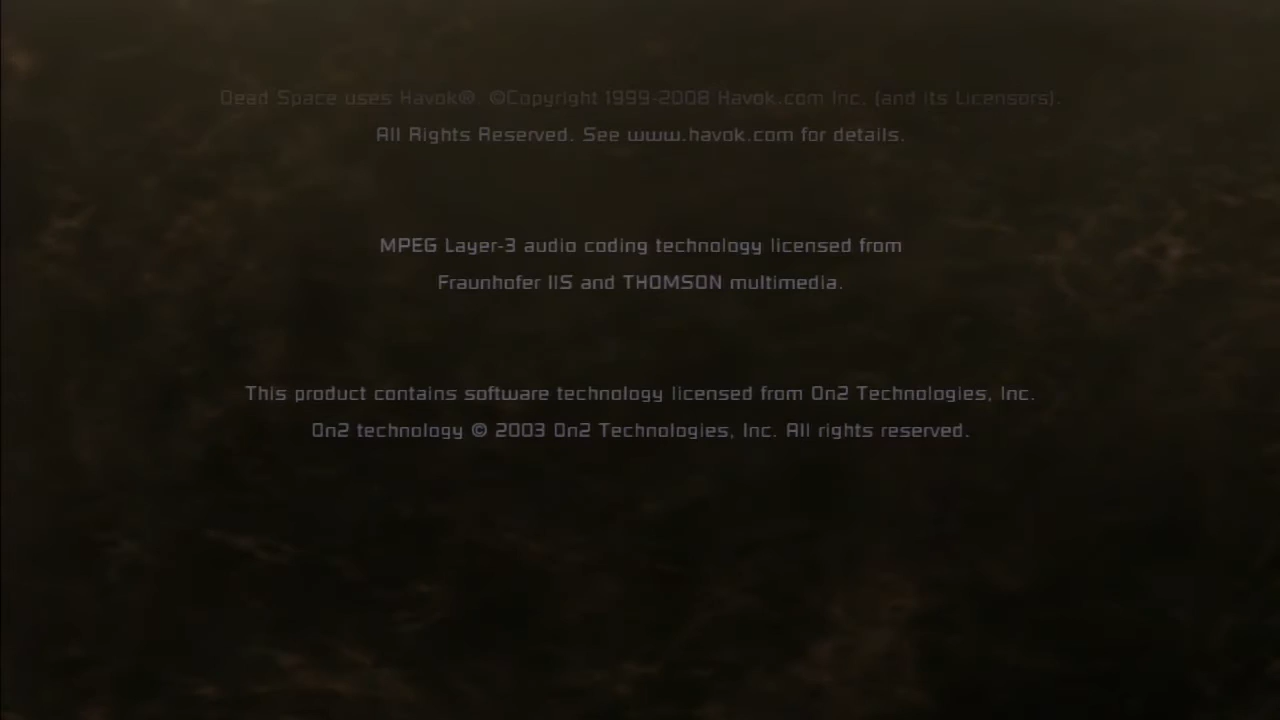 Dead Space uses Havok®. ©Copyright 1999-2008 Havok.com Inc. (and its Licensors).
All Rights Reserved. See www.havok.com for details.
MPEG Layer-3 audio coding technology licensed from
Fraunhofer IIS and THOMSON multimedia.
This product contains software technology licensed from On2 Technologies, Inc.
On2 technology © 2003 On2 Technologies, Inc. All rights reserved.